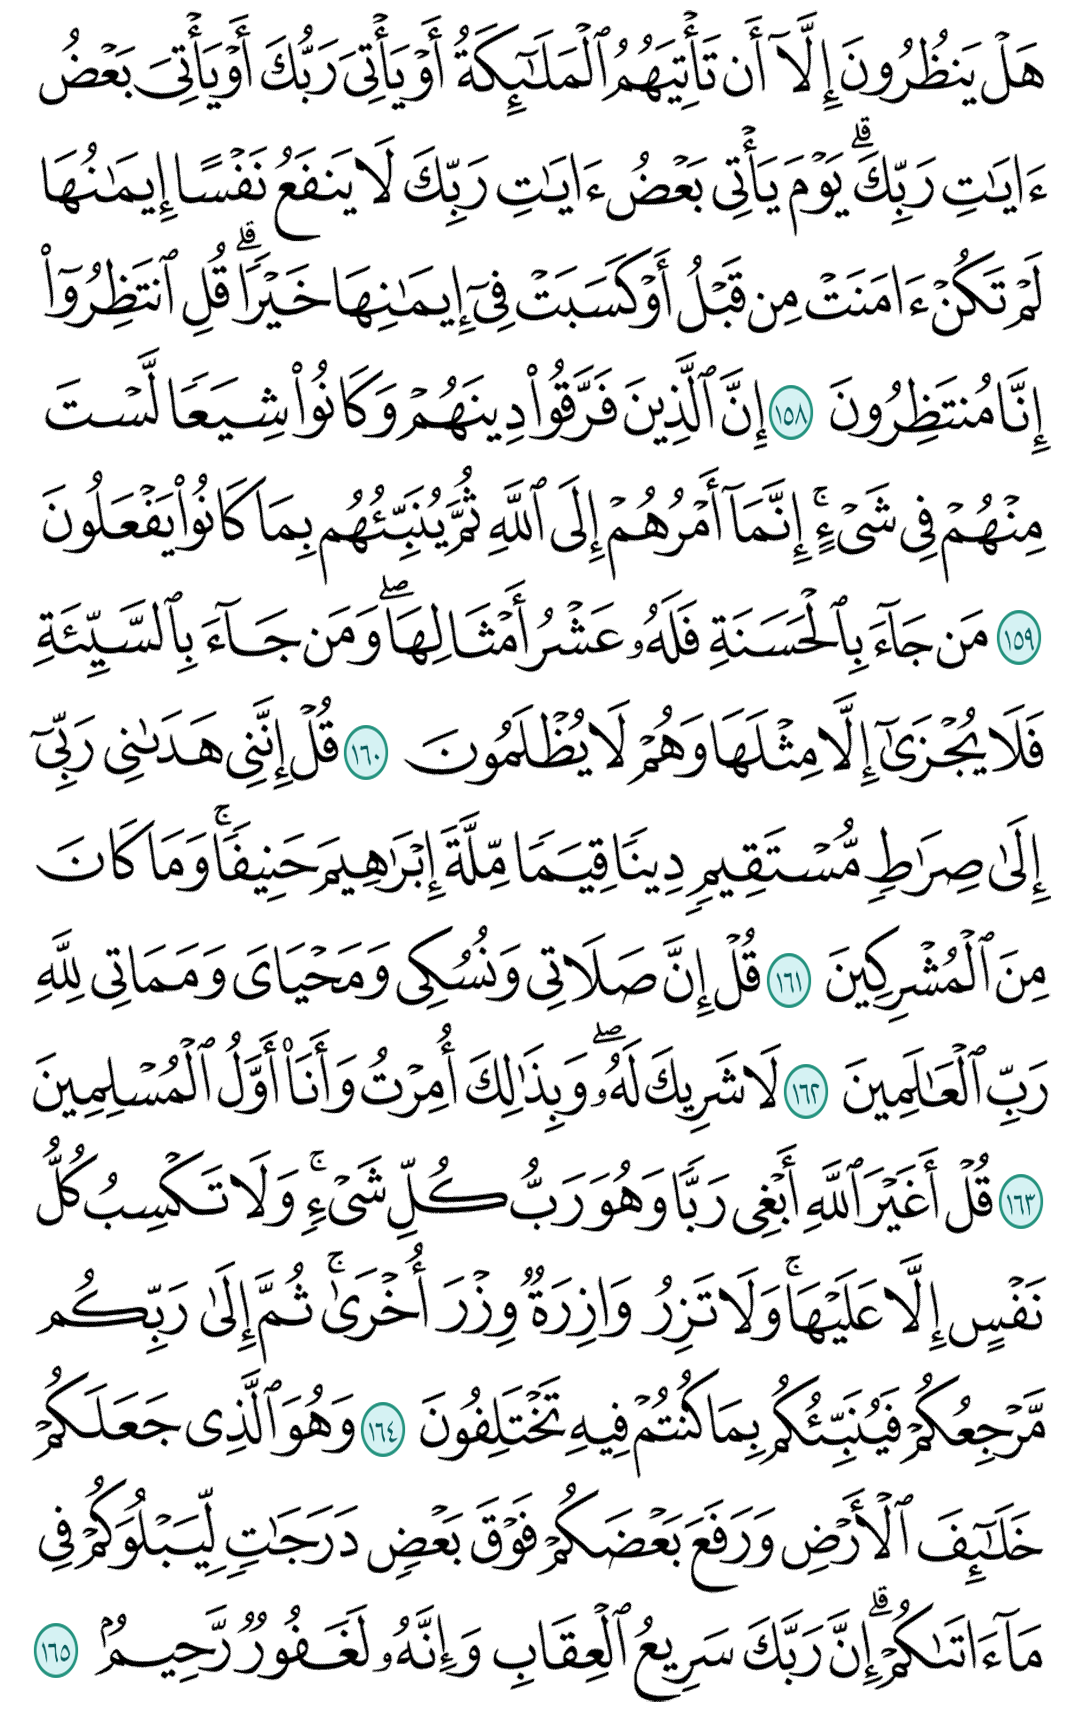 هَلۡ يَنظُرُونَ إِلَّآ أَن تَأۡتِيَهُمُ ٱلۡمَلَـٰٓئِكَةُ أَوۡ يَأۡتِىَ رَبُّكَ أَوۡ يَأۡتِىَ بَعۡضُ
ءَايَـٰتِ رَبِّكَۗ يَوۡمَ يَأۡتِى بَعۡضُ ءَايَـٰتِ رَبِّكَ لَا يَنفَعُ نَفۡسًا إِيمَـٰنُهَا
لَمۡ تَكُنۡ ءَامَنَتۡ مِن قَبۡلُ أَوۡ كَسَبَتۡ فِىٓ إِيمَـٰنِهَا خَيۡرًاۗ قُلِ ٱنتَظِرُوٓاْ
إِنَّا مُنتَظِرُونَ ١٥٨ إِنَّ ٱلَّذِينَ فَرَّقُواْ دِينَهُمۡ وَكَانُواْ شِيَعًا لَّسۡتَ
مِنۡهُمۡ فِى شَىۡءٍۚ إِنَّمَآ أَمۡرُهُمۡ إِلَى ٱللَّهِ ثُمَّ يُنَبِّئُهُم بِمَا كَانُواْ يَفۡعَلُونَ
١٥٩ مَن جَآءَ بِٱلۡحَسَنَةِ فَلَهُۥ عَشۡرُ أَمۡثَالِهَاۖ وَمَن جَآءَ بِٱلسَّيِّئَةِ
فَلَا يُجۡزَىٰٓ إِلَّا مِثۡلَهَا وَهُمۡ لَا يُظۡلَمُونَ ١٦٠ قُلۡ إِنَّنِى هَدَىٰنِى رَبِّىٓ
إِلَىٰ صِرَٰطٍ مُّسۡتَقِيمٍ دِينًا قِيَمًا مِّلَّةَ إِبۡرَٰهِيمَ حَنِيفًاۚ وَمَا كَانَ
مِنَ ٱلۡمُشۡرِكِينَ ١٦١ قُلۡ إِنَّ صَلَاتِى وَنُسُكِى وَمَحۡيَاىَ وَمَمَاتِى لِلَّهِ
رَبِّ ٱلۡعَـٰلَمِينَ ١٦٢ لَا شَرِيكَ لَهُۥۖ وَبِذَٰلِكَ أُمِرۡتُ وَأَنَا۠ أَوَّلُ ٱلۡمُسۡلِمِينَ
١٦٣ قُلۡ أَغَيۡرَ ٱللَّهِ أَبۡغِى رَبًّا وَهُوَ رَبُّ كُلِّ شَىۡءٍۚ وَلَا تَكۡسِبُ كُلُّ
نَفۡسٍ إِلَّا عَلَيۡهَاۚ وَلَا تَزِرُ وَازِرَةٌ وِزۡرَ أُخۡرَىٰۚ ثُمَّ إِلَىٰ رَبِّكُم
مَّرۡجِعُكُمۡ فَيُنَبِّئُكُم بِمَا كُنتُمۡ فِيهِ تَخۡتَلِفُونَ ١٦٤ وَهُوَ ٱلَّذِى جَعَلَكُمۡ
خَلَـٰٓئِفَ ٱلۡأَرۡضِ وَرَفَعَ بَعۡضَكُمۡ فَوۡقَ بَعۡضٍ دَرَجَـٰتٍ لِّيَبۡلُوَكُمۡ فِى
مَآ ءَاتَىٰكُمۡۗ إِنَّ رَبَّكَ سَرِيعُ ٱلۡعِقَابِ وَإِنَّهُۥ لَغَفُورٌ رَّحِيمٌۢ ١٦٥